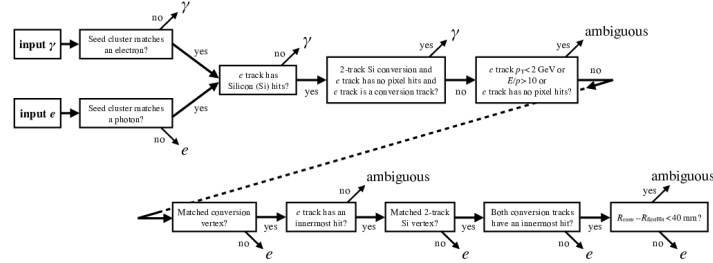 no
γ
input γ
Seed cluster matches
an electron?
yes
input e
Seed cluster matches
a photon?
yes
no
e
e track has
Silicon (Si) hits?
no
γ
yes
2-track Si conversion and
e track has no pixel hits and
e track is a conversion track?
yes
γ
no
e track pT < 2 GeV or
E/p > 10 or
e track has no pixel hits?
yes
ambiguous
no
Matched conversion
vertex?
yes
no
e
e track has an
innermost hit?
no
ambiguous
yes
Matched 2-track
Si vertex?
yes
no
e
Both conversion tracks
have an innermost hit?
yes
no
e
Rconv − RfirstHit < 40 mm?
yes
ambiguous
no
e